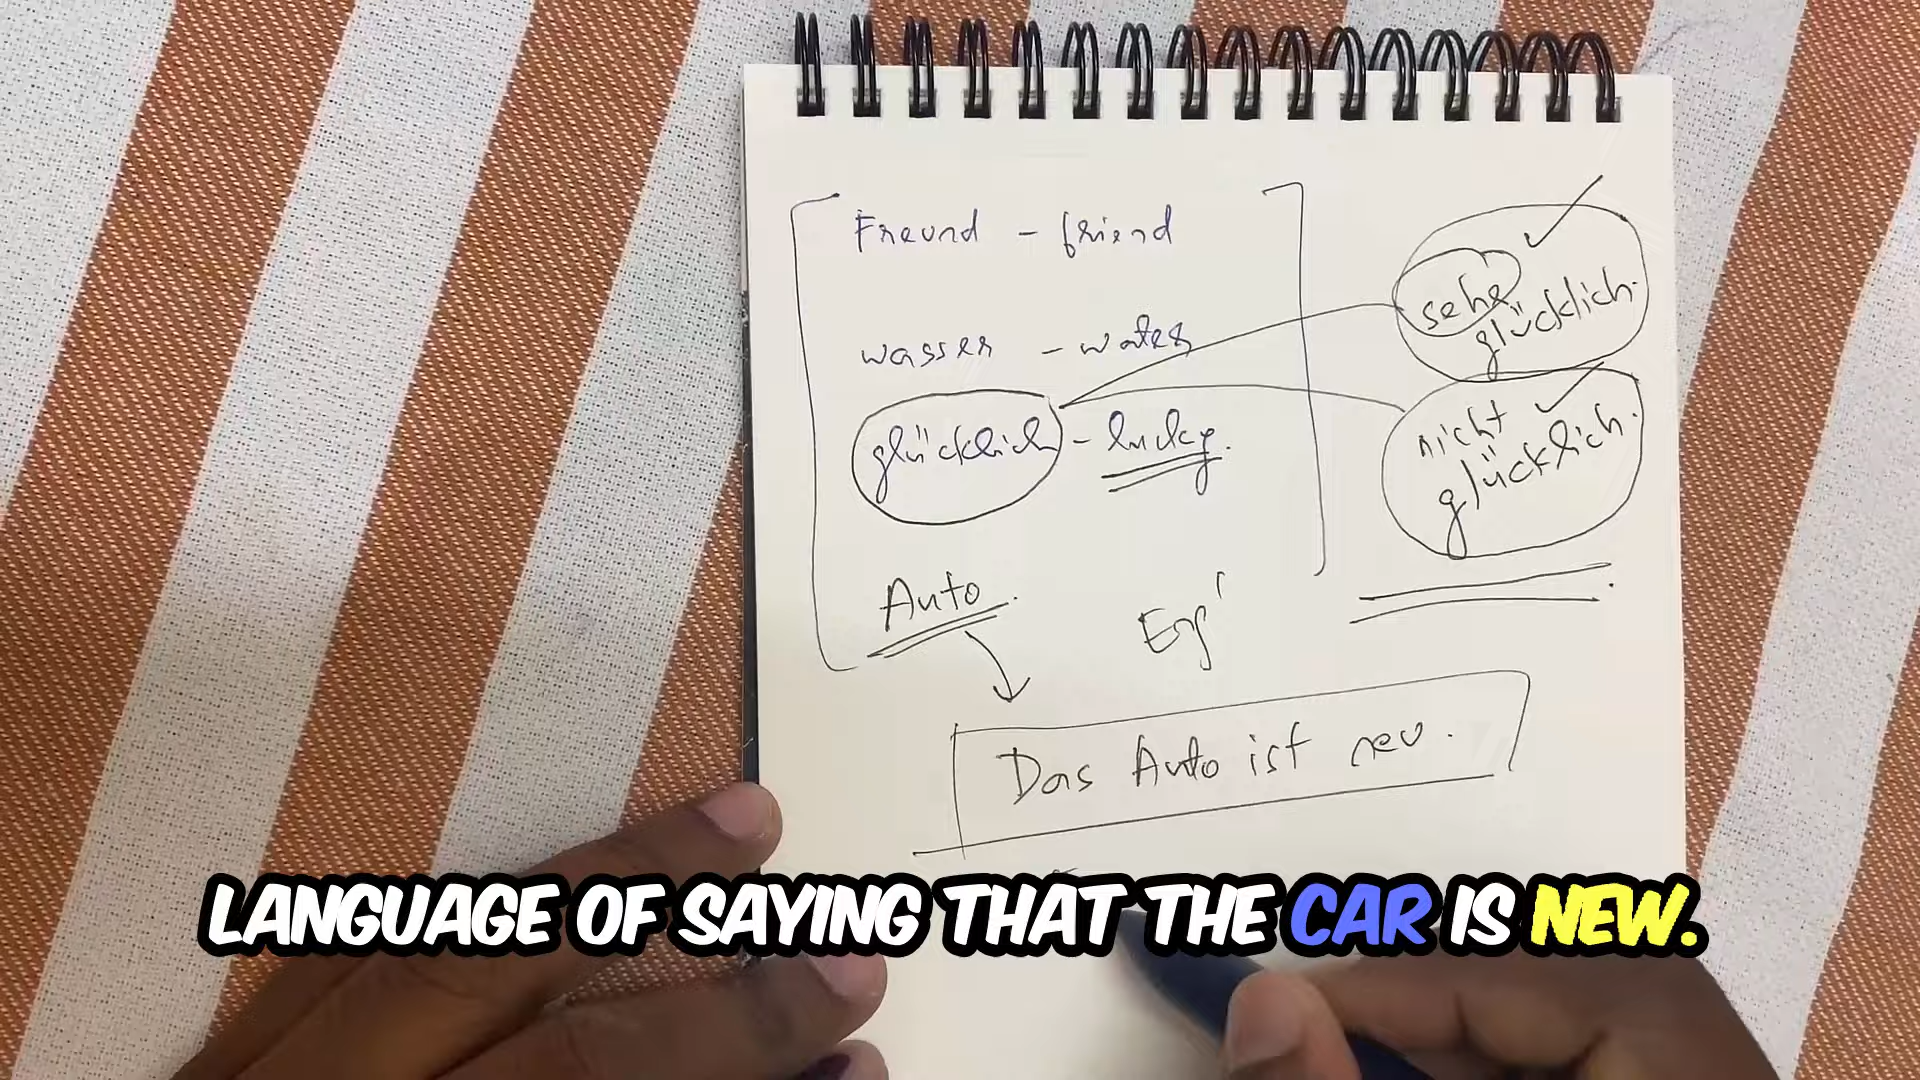 Freund - friend
wasser - water
glücklich - lucky.
sehr
glücklich.
nicht
glücklich.
Auto.
Das Auto ist neu.
LANGUAGE OF SAYING THAT THE CAR IS NEW.